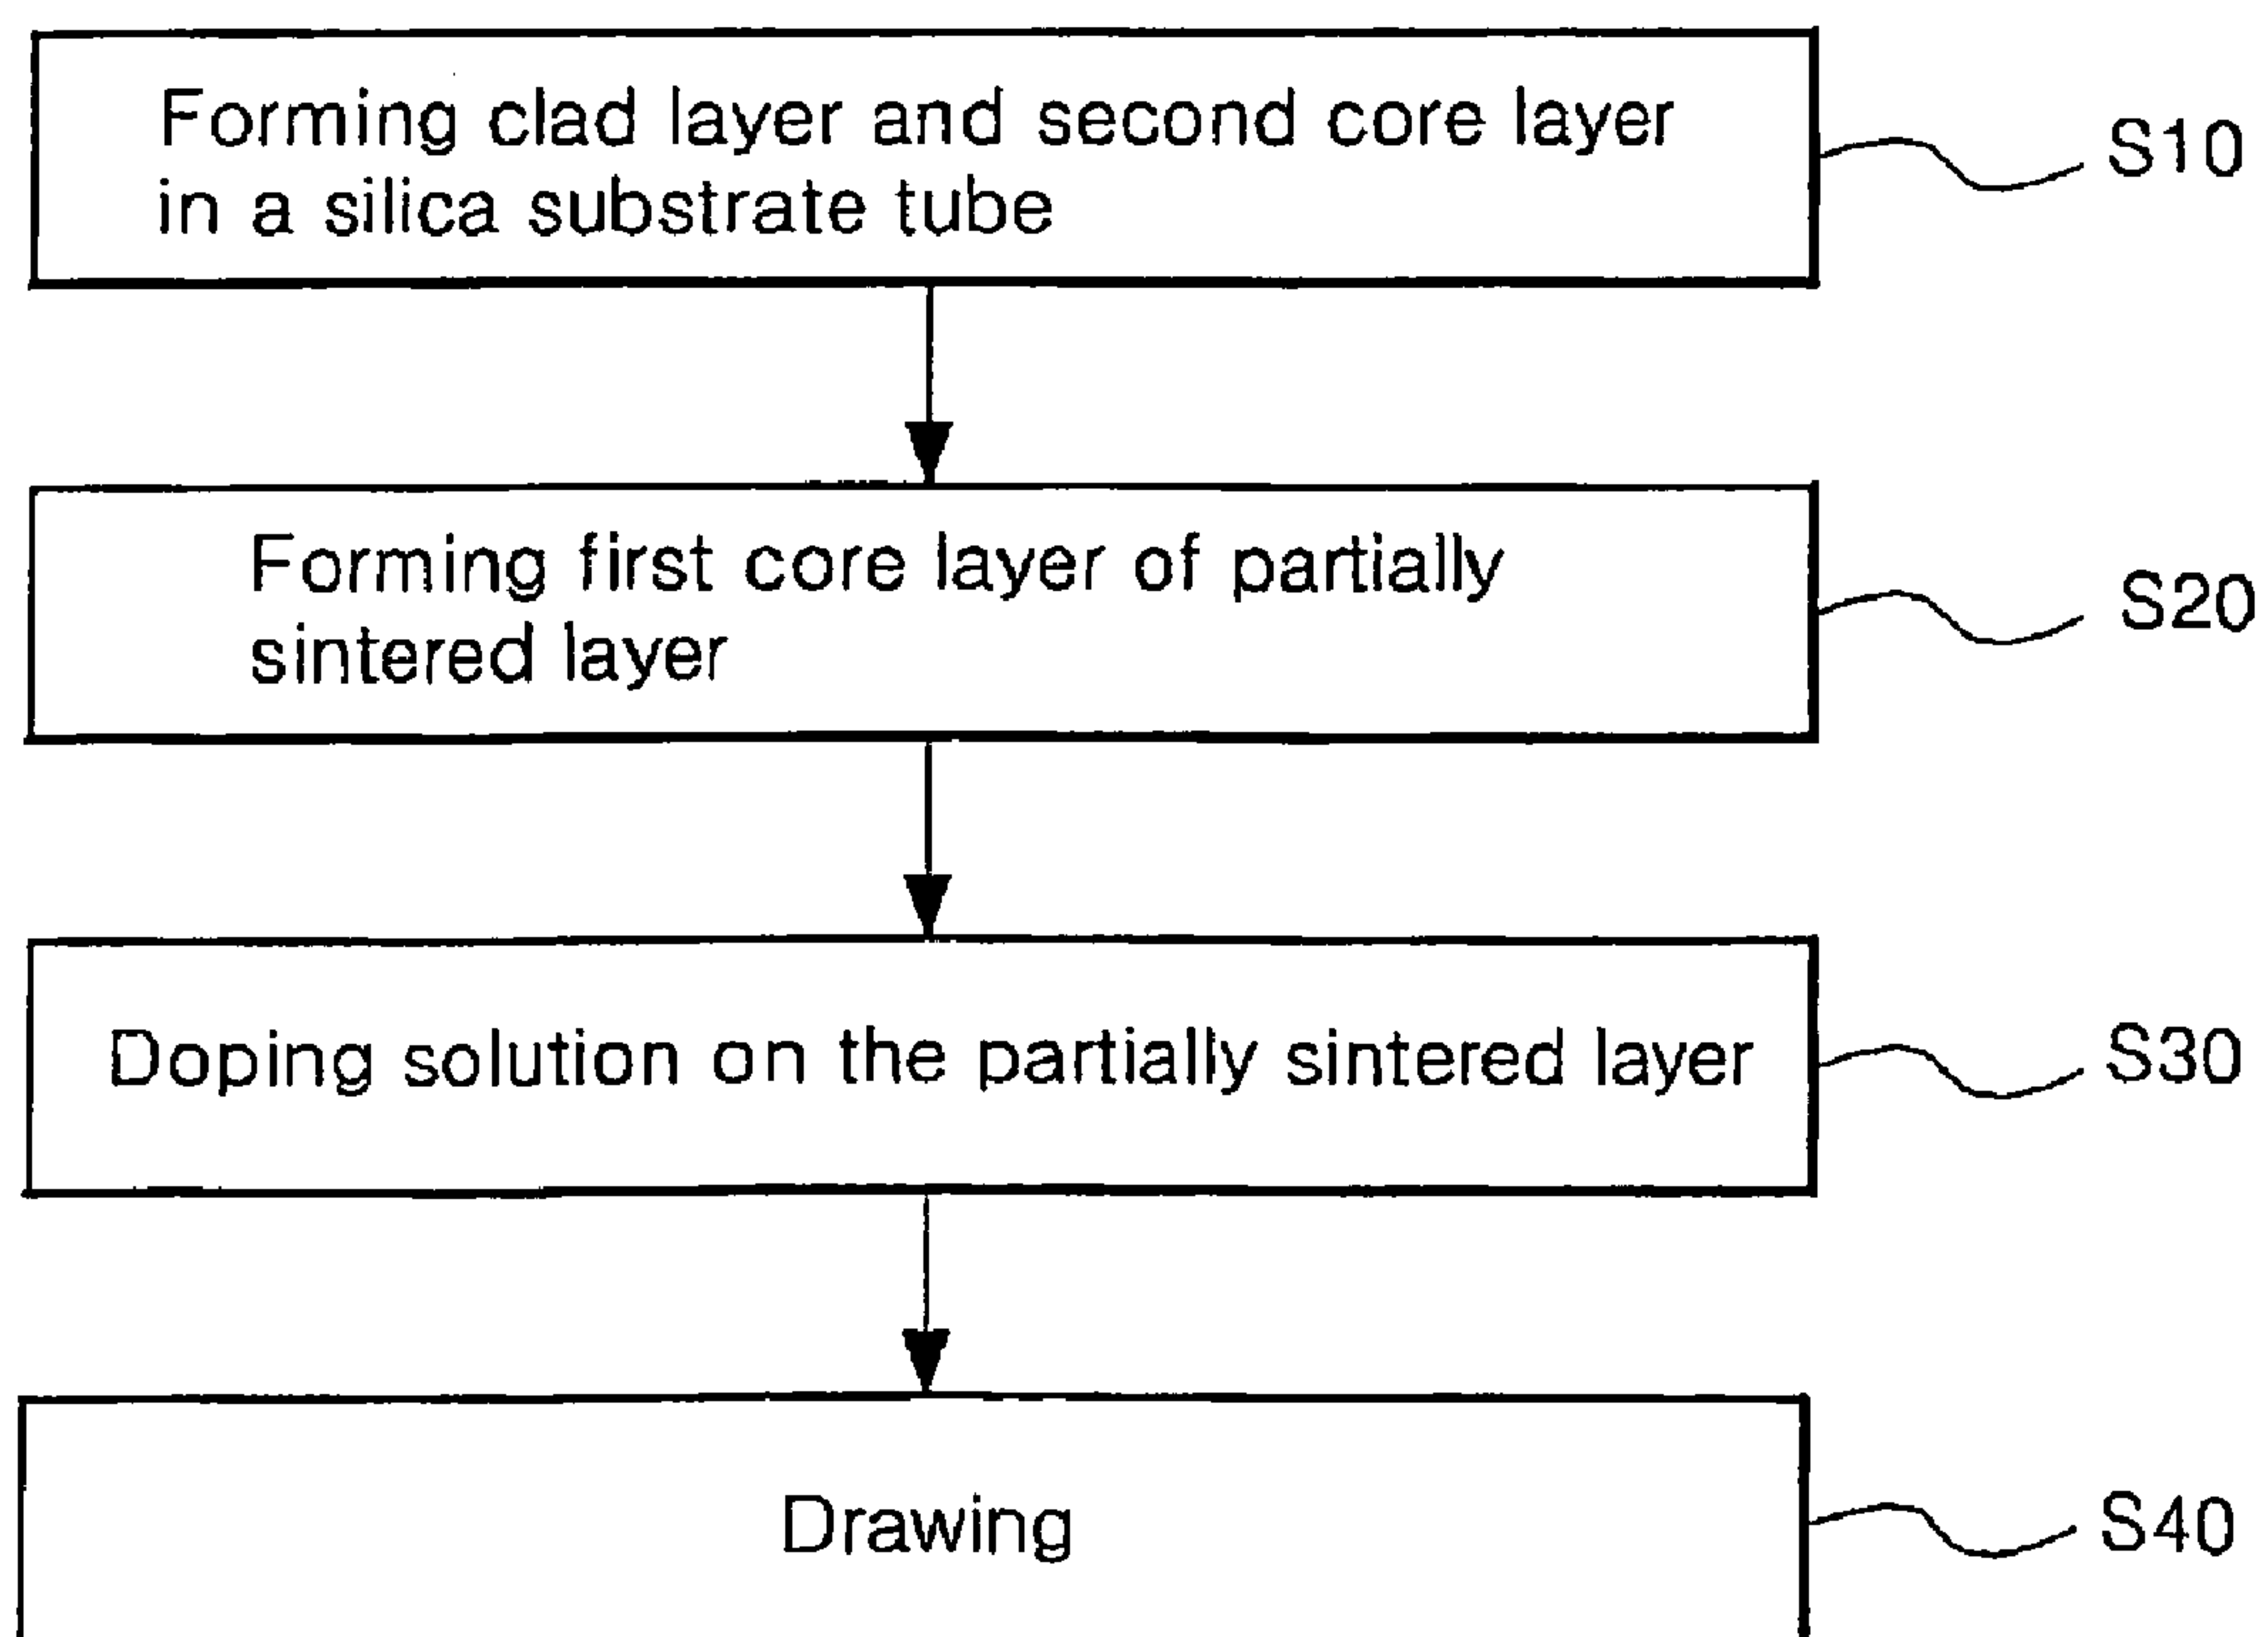 Forming clad layer and second core layer
in a silica substrate tube
S10
Forming first core layer of partially
sintered layer
S20
Doping solution on the partially sintered layer
S30
Drawing
S40